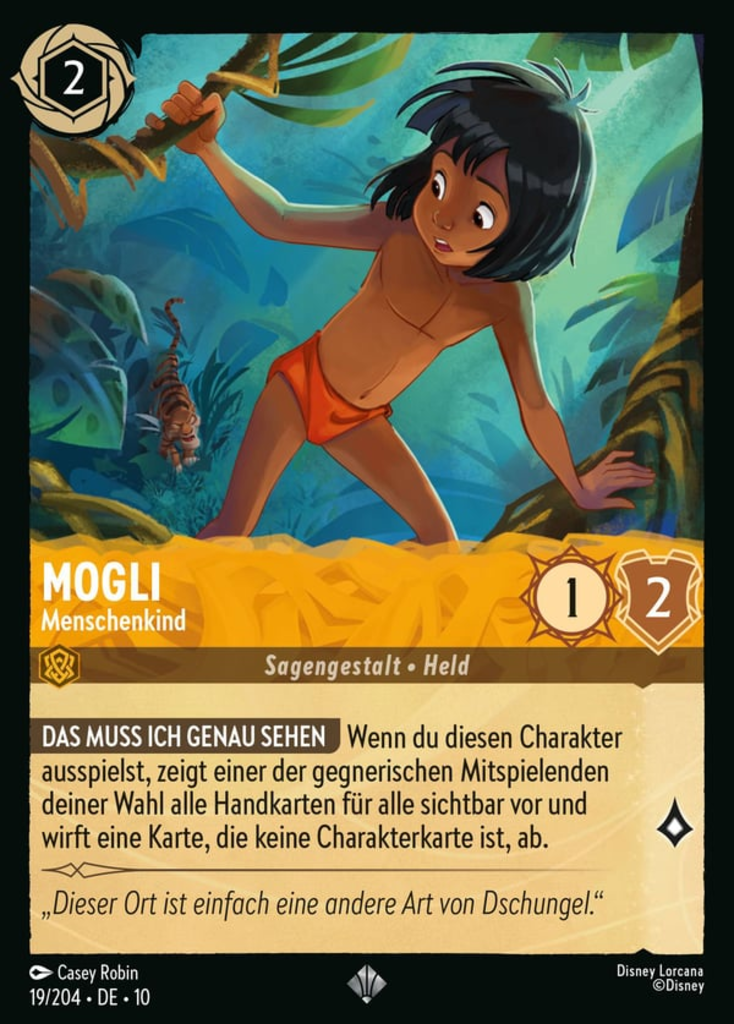 2
MOGLI
Menschenkind
1
2
Sagengestalt • Held
DAS MUSS ICH GENAU SEHEN Wenn du diesen Charakter
ausspielst, zeigt einer der gegnerischen Mitspielenden
deiner Wahl alle Handkarten für alle sichtbar vor und
wirft eine Karte, die keine Charakterkarte ist, ab.
„Dieser Ort ist einfach eine andere Art von Dschungel.“
Casey Robin
Disney Lorcana
19/204 • DE • 10
©Disney